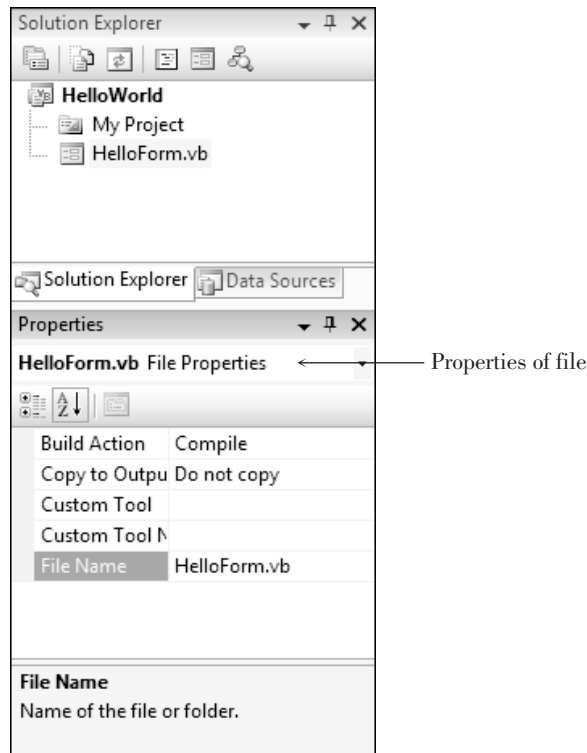 Solution Explorer
HelloWorld
My Project
HelloForm.vb
Solution Explorer Data Sources
Properties
HelloForm.vb File Properties
Properties of file
Build Action Compile
Copy to Outpu Do not copy
Custom Tool
Custom Tool N
File Name HelloForm.vb
File Name
Name of the file or folder.